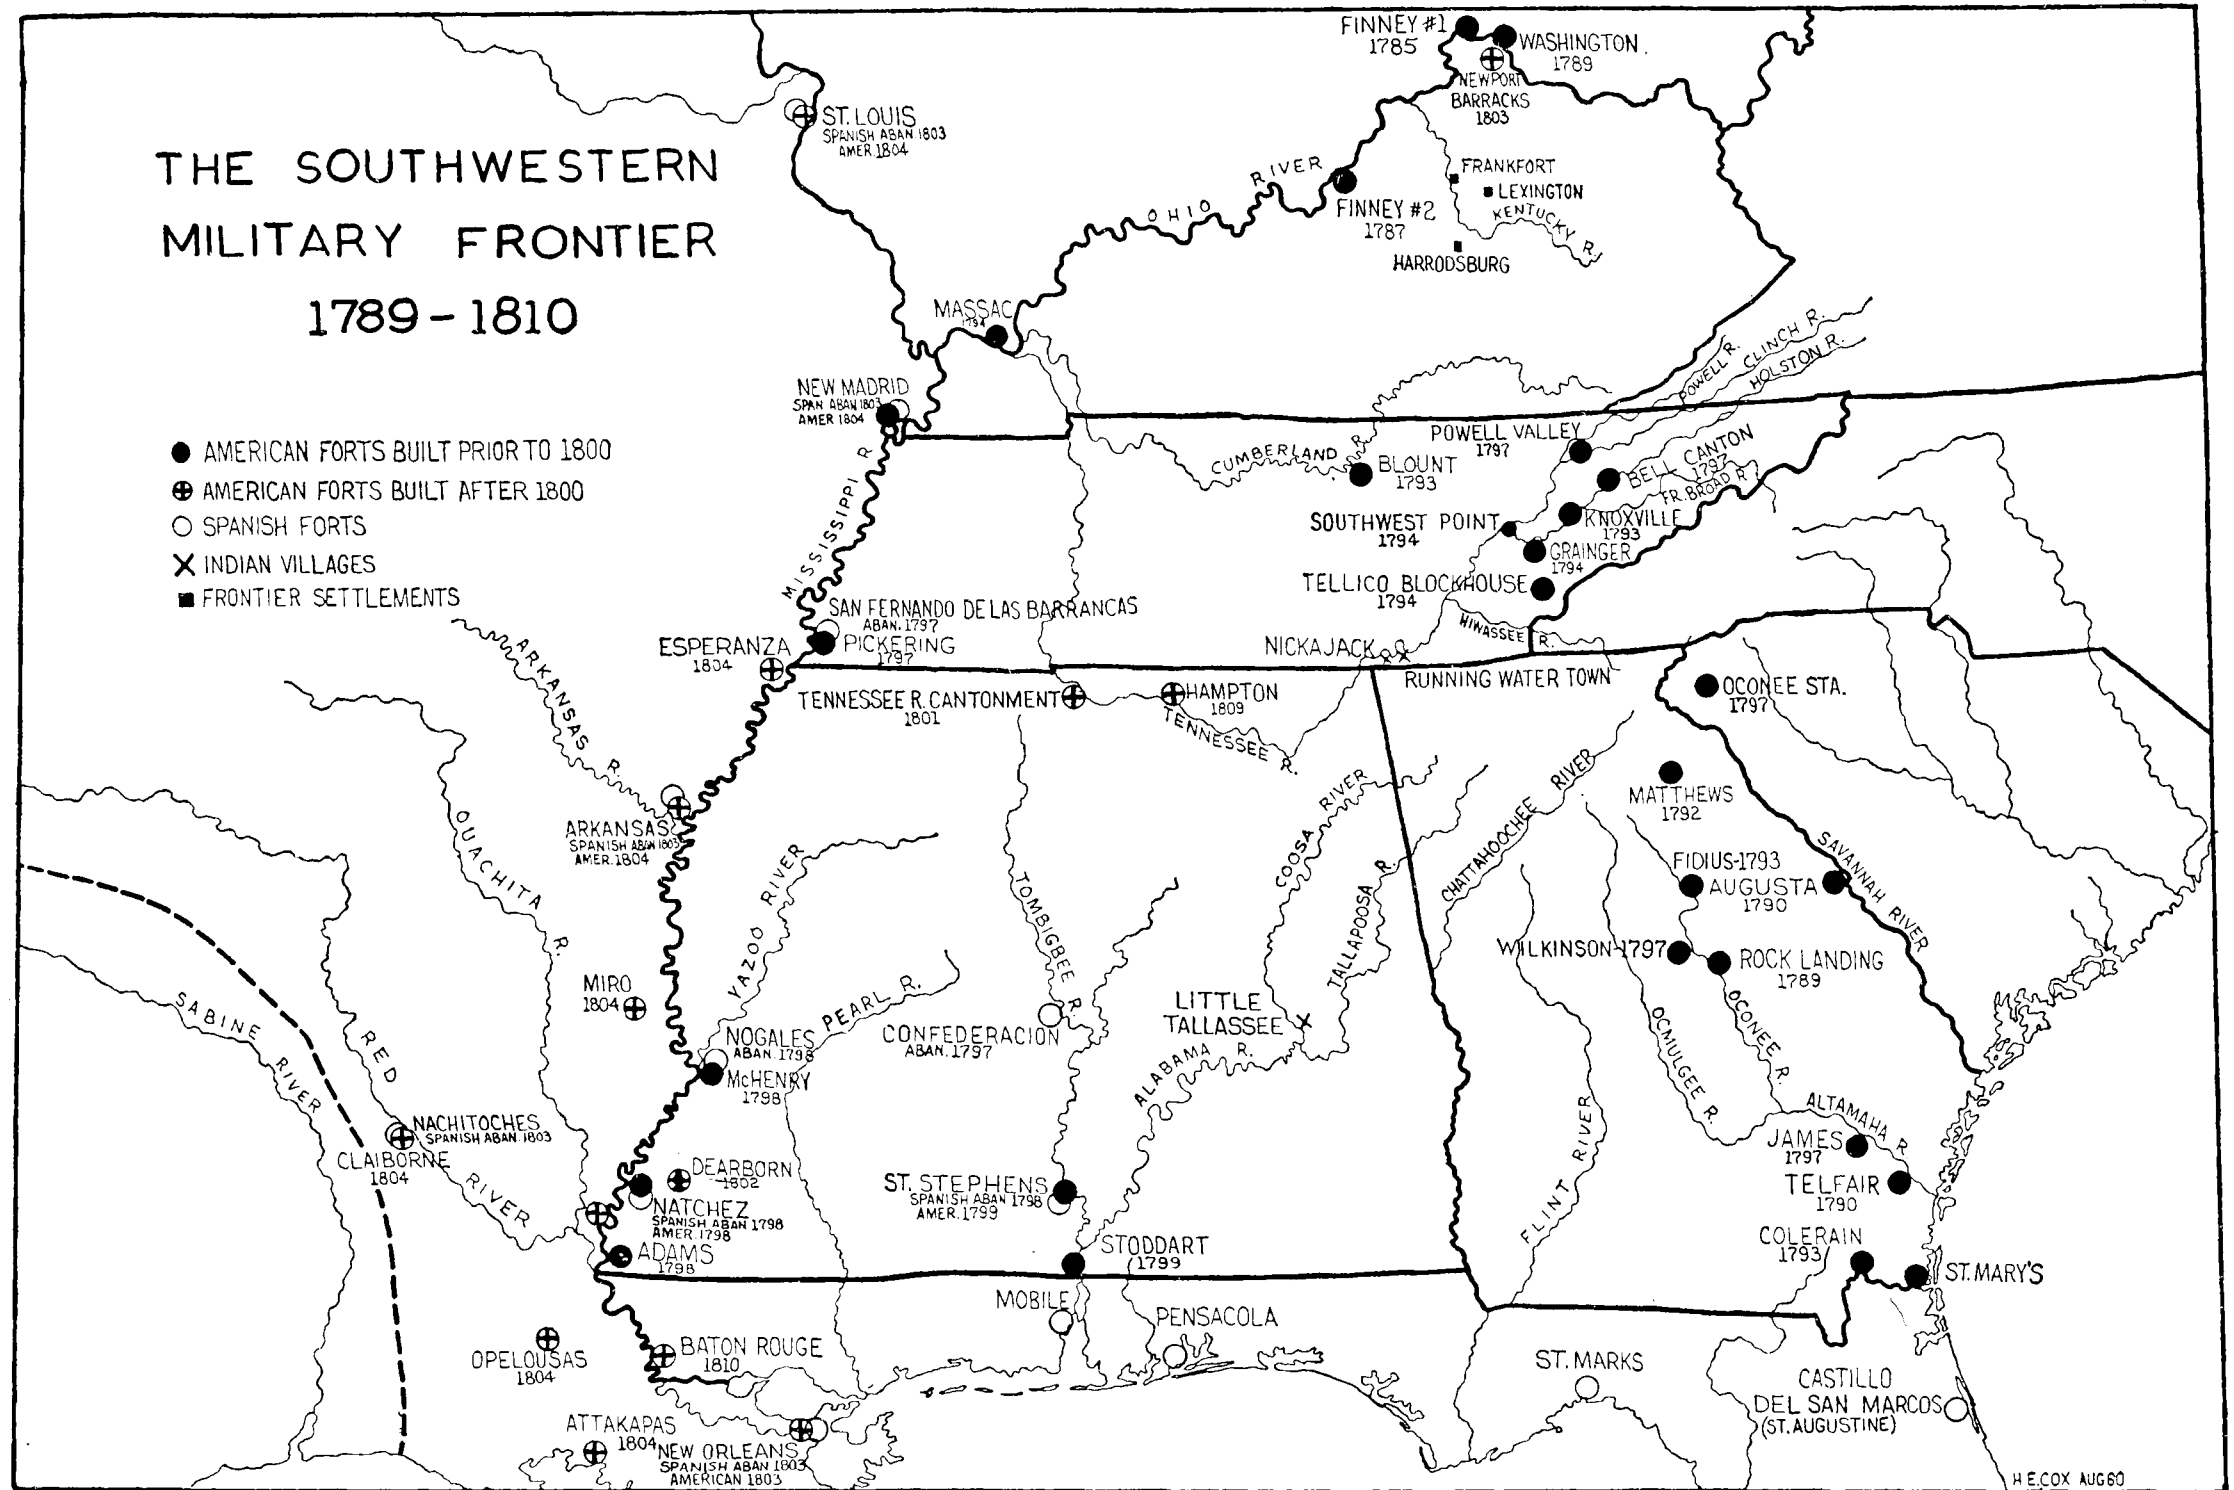 THE SOUTHWESTERN
MILITARY FRONTIER
1789-1810
AMERICAN FORTS BUILT PRIOR TO 1800
AMERICAN FORTS BUILT AFTER 1800
SPANISH FORTS
INDIAN VILLAGES
FRONTIER SETTLEMENTS
FINNEY #1
1785
WASHINGTON
1789
NEWPORT
BARRACKS
1803
ST. LOUIS
SPANISH ABAN 1803
AMER. 1804
FRANKFORT
LEXINGTON
KENTUCKY R.
HARRODSBURG
OHIO RIVER
FINNEY #2
1787
MASSAC
1794
NEW MADRID
SPAN ABAN 1803
AMER 1804
POWELL R.
CLINCH R.
HOLSTON R.
MISSISSIPPI R
CUMBERLAND R.
BLOUNT
1793
POWELL VALLEY
1797
BELL CANTON
1797
FR. BROAD R
SOUTHWEST POINT
1794
KNOXVILLE
1793
GRAINGER
1794
TELLICO BLOCKHOUSE
1794
HIWASSEE R.
SAN FERNANDO DE LAS BARRANCAS
ABAN. 1797
PICKERING
1797
ESPERANZA
1804
NICKAJACK
RUNNING WATER TOWN
TENNESSEE R. CANTONMENT
1801
HAMPTON
1809
TENNESSEE R.
OCONEE STA.
1797
ARKANSAS R.
ARKANSAS
SPANISH ABAN 1803
AMER. 1804
OUACHITA R.
YAZOO RIVER
TOMBIGBEE R.
COOSA RIVER
TALLAPOOSA R.
CHATTAHOOCHEE RIVER
MATTHEWS
1792
SAVANNAH RIVER
FIDIUS-1793
AUGUSTA
1790
WILKINSON-1797
ROCK LANDING
1789
MIRO
1804
PEARL R.
NOGALES
ABAN. 1798
McHENRY
1798
CONFEDERACION
ABAN. 1797
LITTLE
TALLASSEE
ALABAMA R.
OCMULGEE R.
OCONEE R.
SABINE RIVER
RED RIVER
NACHITOCHES
SPANISH ABAN. 1803
CLAIBORNE
1804
FLINT RIVER
ALTAMAHA R
JAMES
1797
TELFAIR
1790
DEARBORN
1802
NATCHEZ
SPANISH ABAN 1798
AMER. 1798
ADAMS
1798
ST. STEPHENS
SPANISH ABAN 1798
AMER. 1799
STODDART
1799
COLERAIN
1793
ST. MARY'S
MOBILE
PENSACOLA
OPELOUSAS
1804
BATON ROUGE
1810
ST. MARKS
CASTILLO
DEL SAN MARCOS
(ST. AUGUSTINE)
ATTAKAPAS
1804
NEW ORLEANS
SPANISH ABAN 1803
AMERICAN 1803
H.E.COX AUG 60